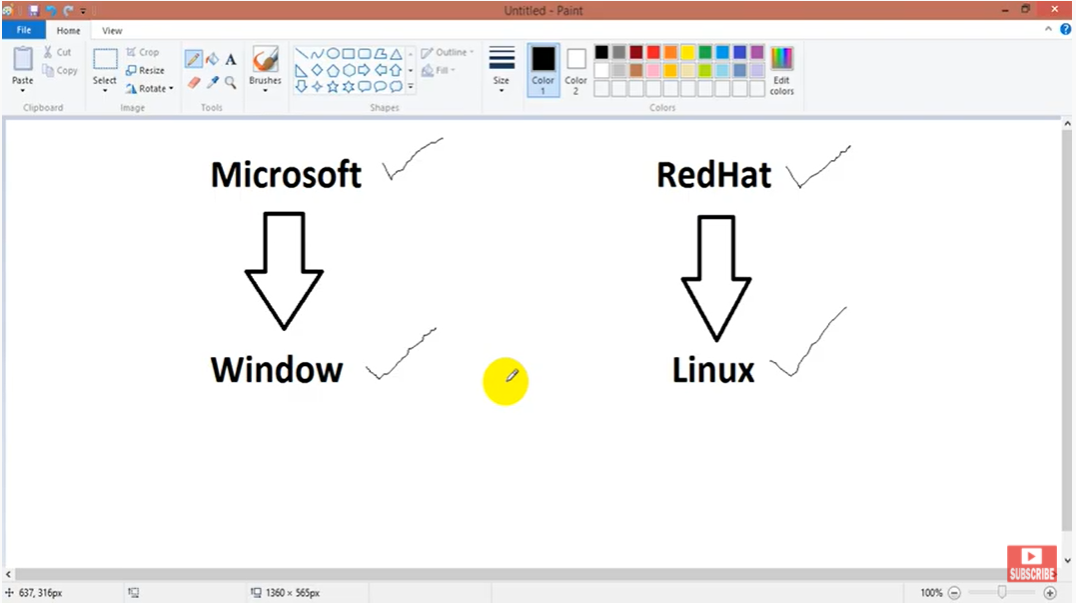 Untitled - Paint
File Home View
Paste
Cut
Copy
Clipboard
Select
Crop
Resize
Rotate
Image
Tools
Brushes
Shapes
Outline
Fill
Size
Color 1
Color 2
Edit colors
Colors
Microsoft RedHat
Window Linux
SUBSCRIBE
637, 316px 1360 × 565px 100%